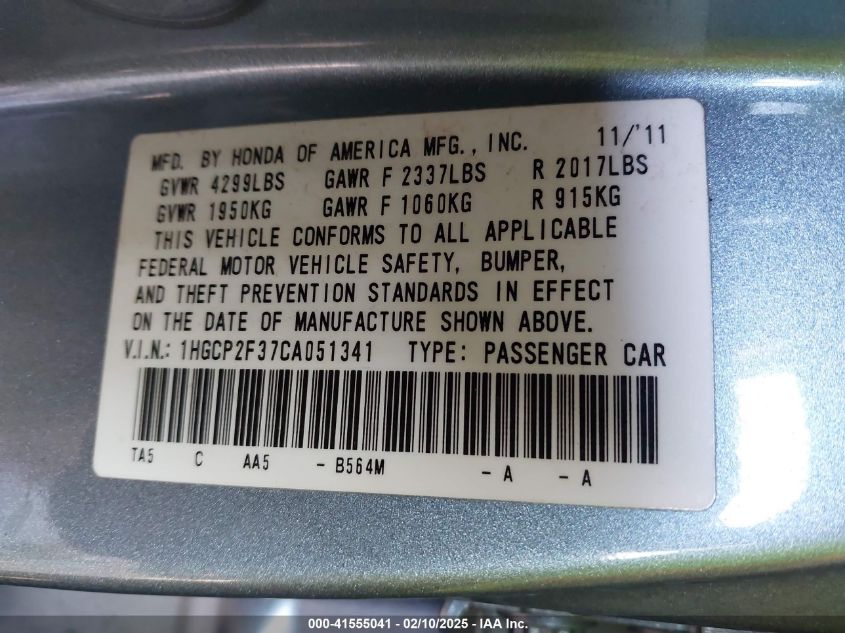 MFD. BY HONDA OF AMERICA MFG., INC. 11/'11
GVWR 4299LBS GAWR F 2337LBS R 2017LBS
GVWR 1950KG GAWR F 1060KG R 915KG
THIS VEHICLE CONFORMS TO ALL APPLICABLE
FEDERAL MOTOR VEHICLE SAFETY, BUMPER,
AND THEFT PREVENTION STANDARDS IN EFFECT
ON THE DATE OF MANUFACTURE SHOWN ABOVE.
V.I.N.: 1HGCP2F37CA051341 TYPE: PASSENGER CAR
TA5 C AA5 - B564M - A - A
000-41555041 - 02/10/2025 - IAA Inc.